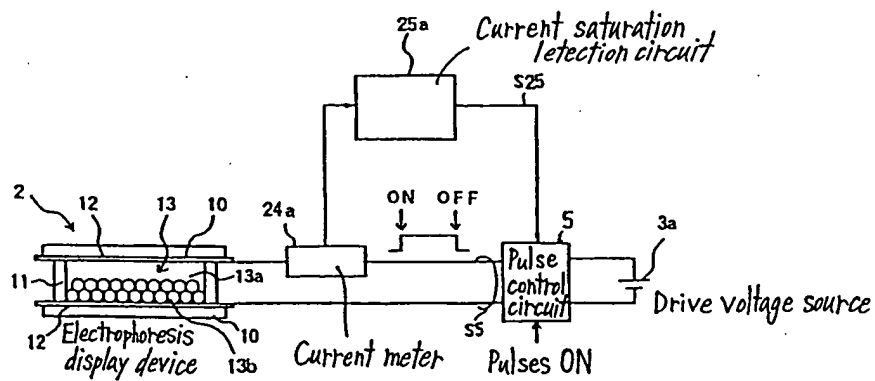 25a
Current saturation
letection circuit
S25
2
12
13
10
24a
ON OFF
5
3a
11
13a
Pulse
control
circuit
S5
Drive voltage source
12
10
Electrophoresis
display device
13b
Current meter
Pulses ON